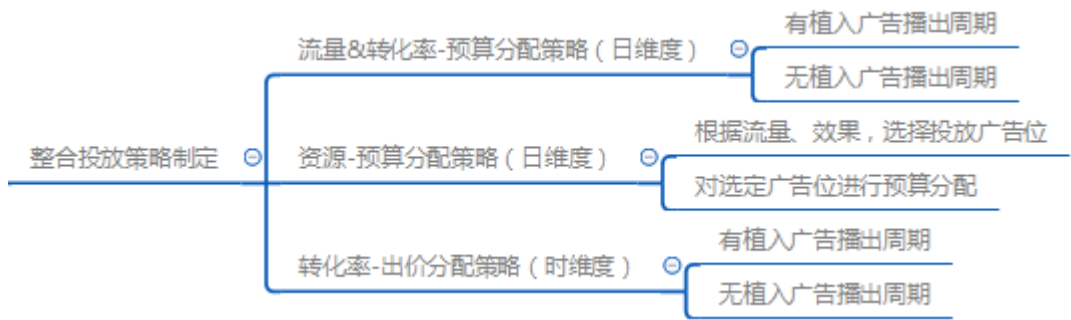 整合投放策略制定
流量&转化率-预算分配策略（日维度）
有植入广告播出周期
无植入广告播出周期
资源-预算分配策略（日维度）
根据流量、效果，选择投放广告位
对选定广告位进行预算分配
转化率-出价分配策略（时维度）
有植入广告播出周期
无植入广告播出周期